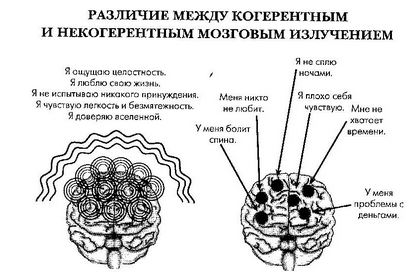 РАЗЛИЧИЕ МЕЖДУ КОГЕРЕНТНЫМ
И НЕКОГЕРЕНТНЫМ МОЗГОВЫМ ИЗЛУЧЕНИЕМ
Я ощущаю целостность.
Я люблю свою жизнь.
Я не испытываю никакого принуждения.
Я чувствую легкость и безмятежность.
Я доверяю вселенной.
Я не сплю
ночами.
Меня никто
не любит.
Я плохо себя
чувствую.
Мне не
хватает
времени.
У меня болит
спина.
У меня
проблемы с
деньгами.